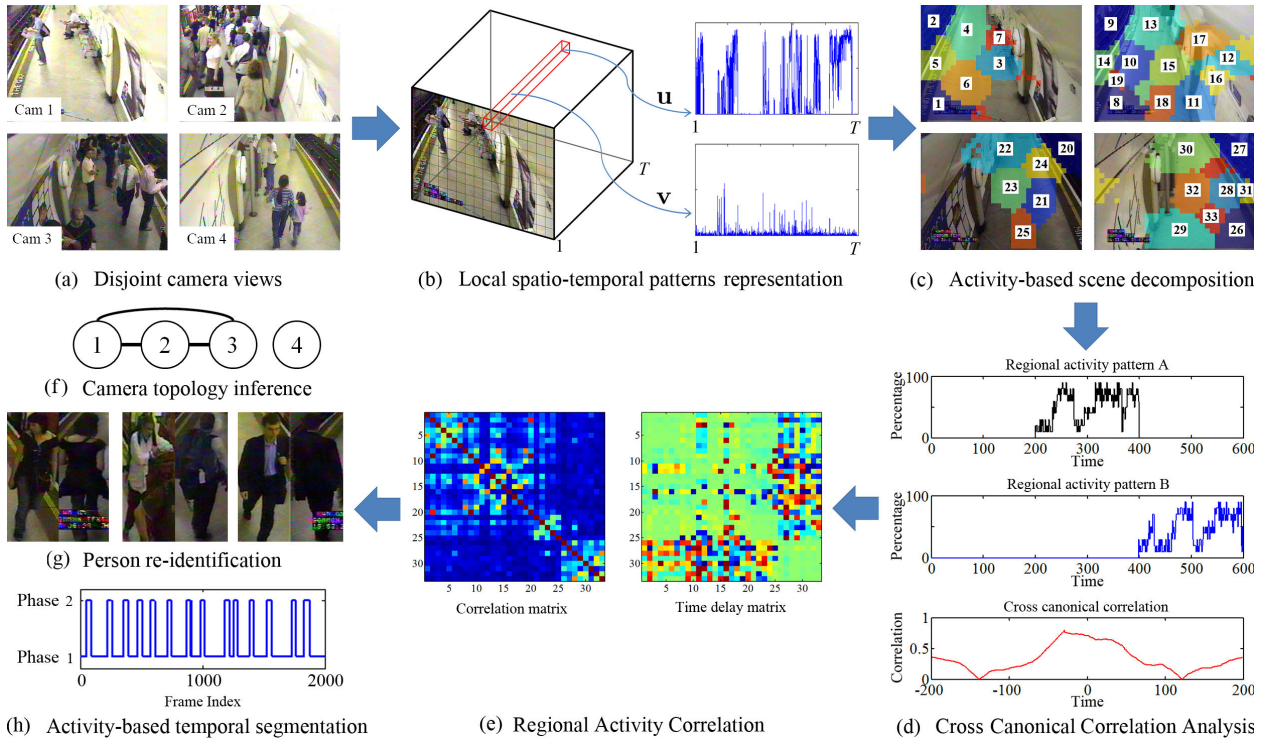 Cam 1
Cam 2
Cam 3
Cam 4
(a) Disjoint camera views
u
v
T
1
1
T
1
T
(b) Local spatio-temporal patterns representation
2
4
7
3
5
6
1
9
13
17
14
10
15
12
19
16
8
18
11
22
20
24
23
21
25
30
27
32
28
31
33
29
26
(c) Activity-based scene decomposition
1
2
3
4
(f) Camera topology inference
Regional activity pattern A
Percentage
100
0
0 100 200 300 400 500 600
Time
Regional activity pattern B
Percentage
100
0
0 100 200 300 400 500 600
Time
Cross canonical correlation
Correlation
1
0.5
0
-200 -100 0 100 200
Time
(d) Cross Canonical Correlation Analysis
5
10
15
20
25
30
5 10 15 20 25 30
Correlation matrix
5
10
15
20
25
30
5 10 15 20 25 30
Time delay matrix
(e) Regional Activity Correlation
(g) Person re-identification
Phase 2
Phase 1
0 1000 2000
Frame Index
(h) Activity-based temporal segmentation